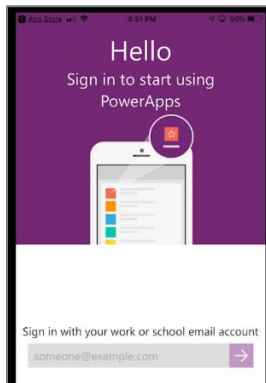 App Store 4:51 PM 50%
Hello
Sign in to start using
PowerApps
Sign in with your work or school email account
someone@example.com